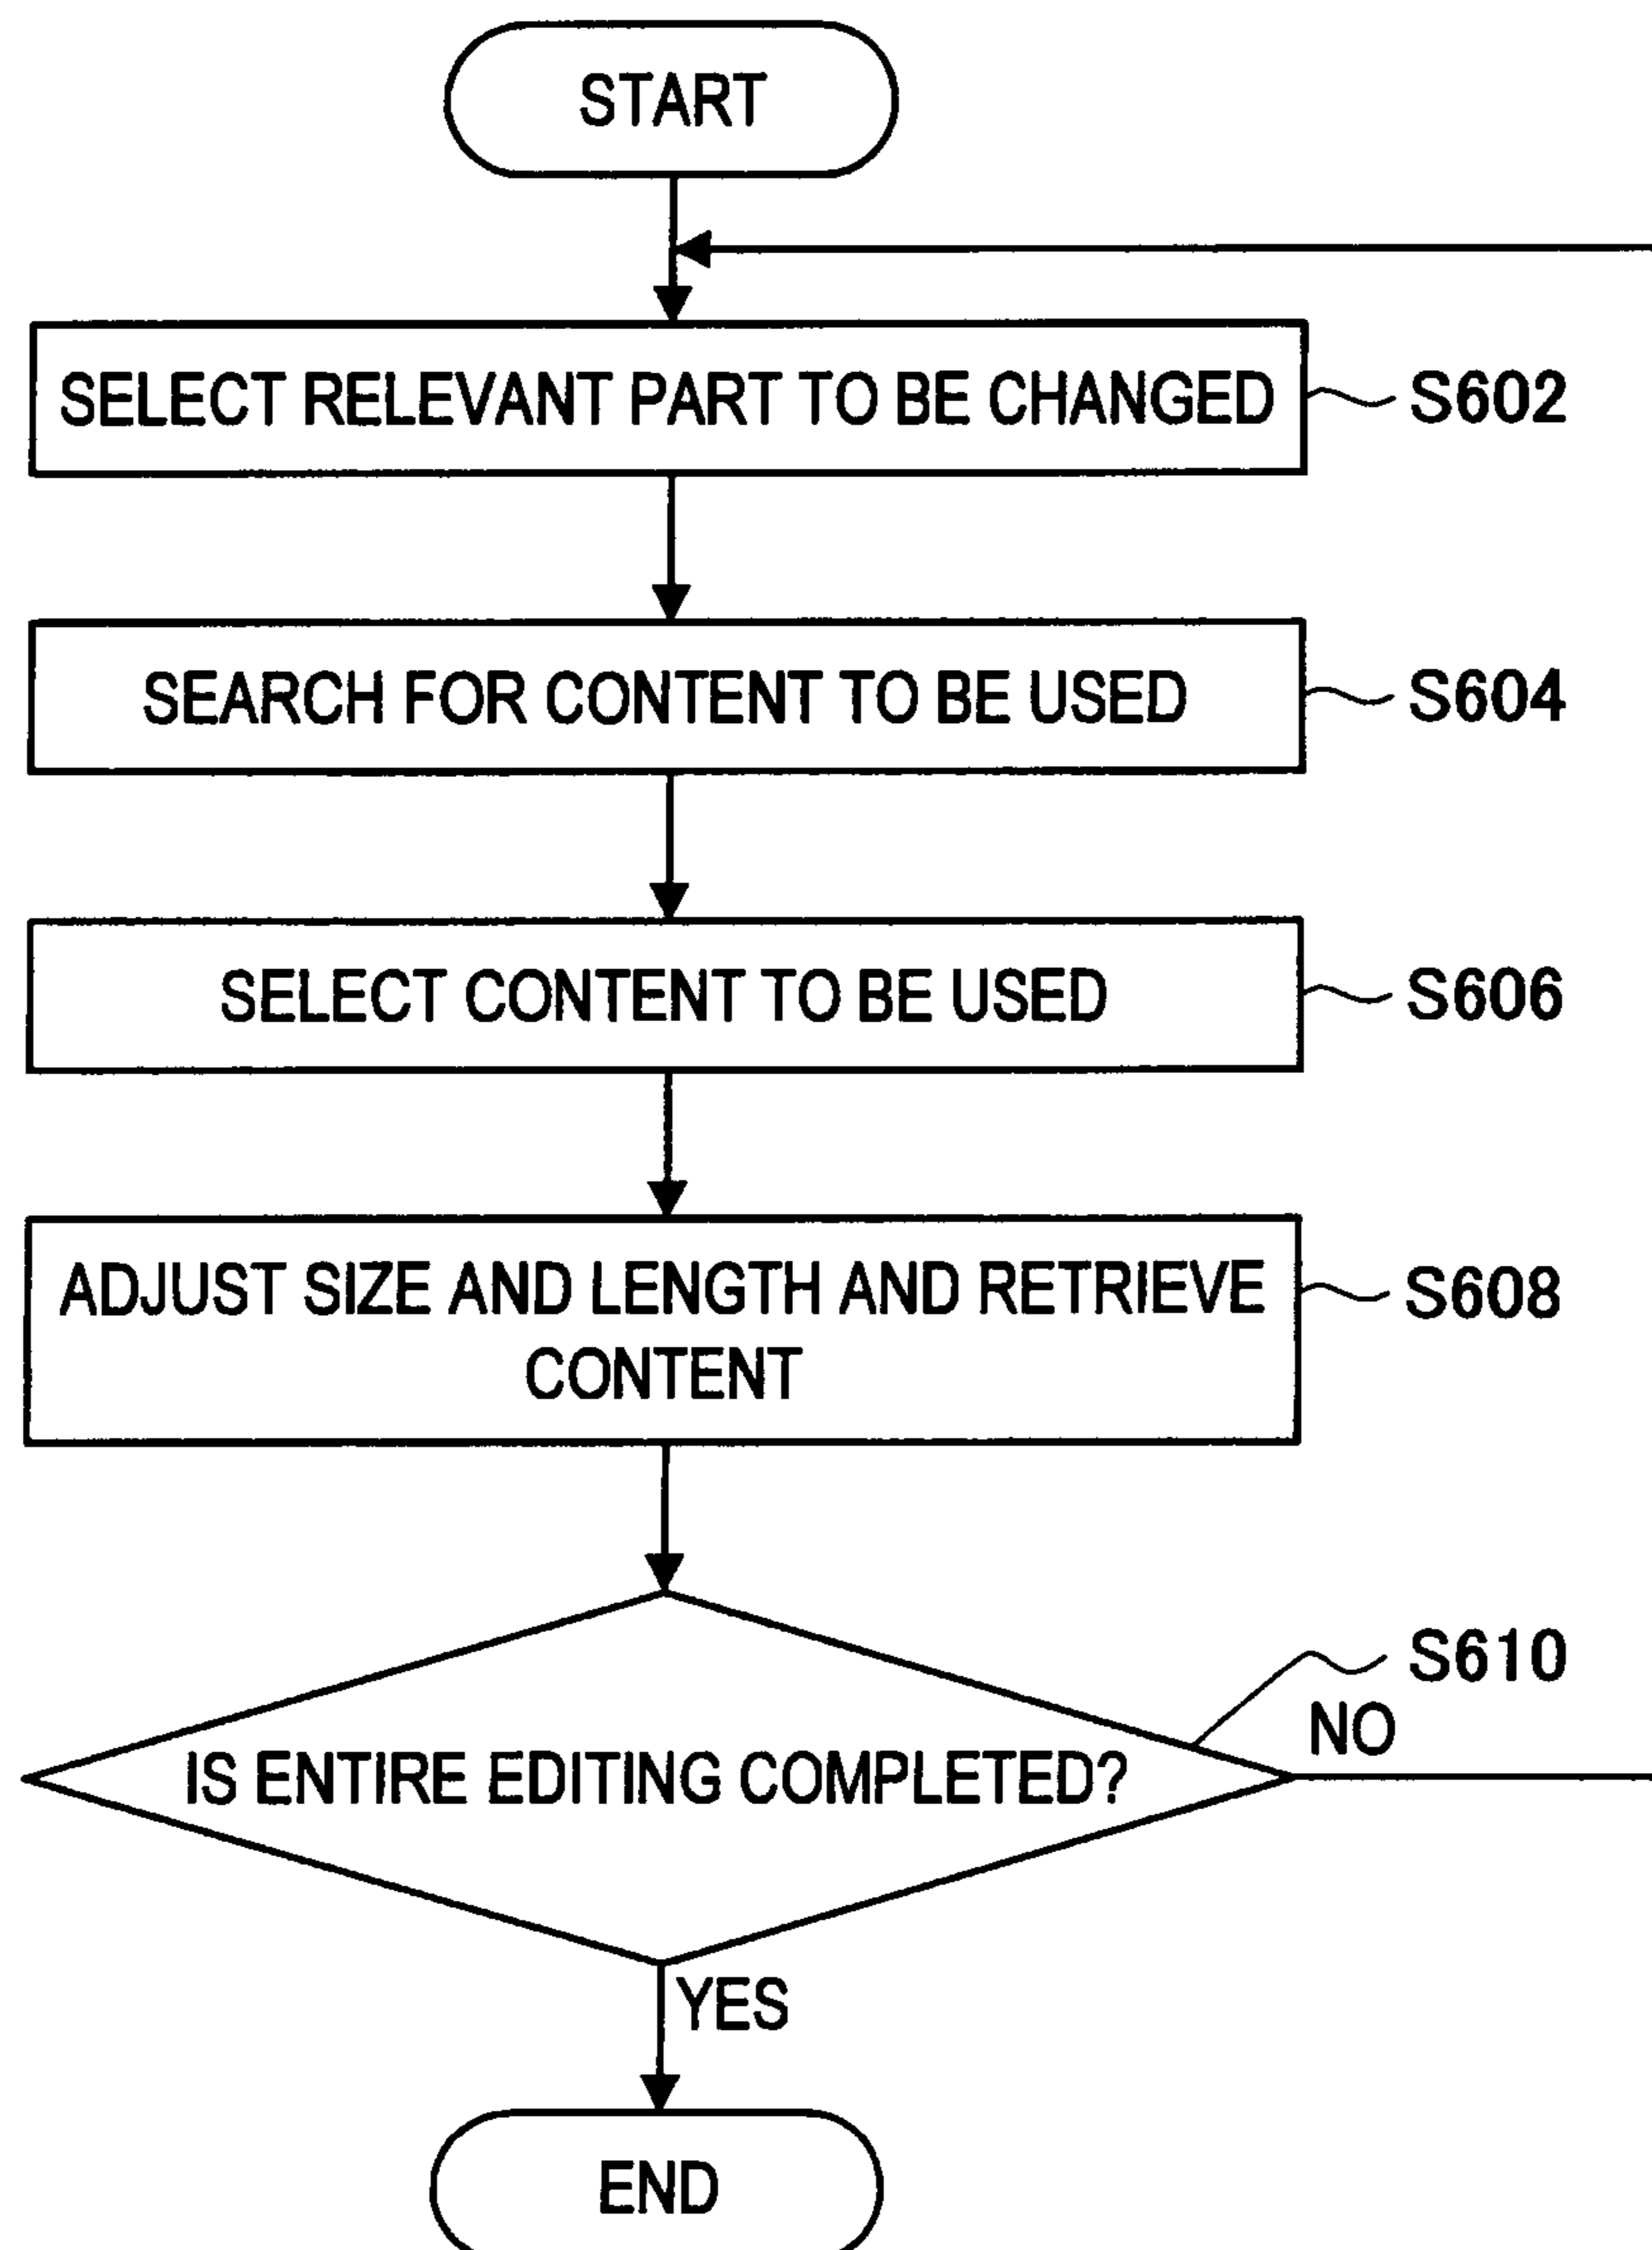 START
SELECT RELEVANT PART TO BE CHANGED
S602
SEARCH FOR CONTENT TO BE USED
S604
SELECT CONTENT TO BE USED
S606
ADJUST SIZE AND LENGTH AND RETRIEVE
CONTENT
S608
S610
NO
IS ENTIRE EDITING COMPLETED?
YES
END